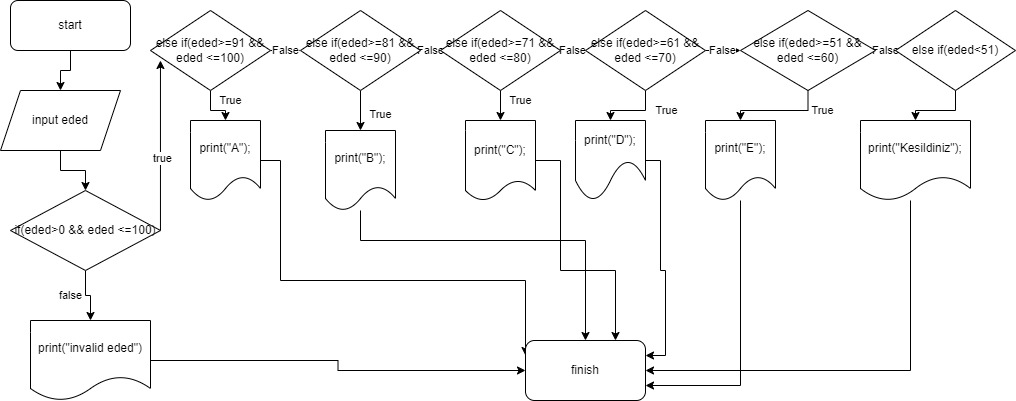 start
input eded
if(eded>0 && eded <=100)
true
false
print("invalid eded")
else if(eded>=91 &&
eded <=100)
False
True
print("A");
else if(eded>=81 &&
eded <=90)
False
True
print("B");
else if(eded>=71 &&
eded <=80)
False
True
print("C");
else if(eded>=61 &&
eded <=70)
False
True
print("D");
else if(eded>=51 &&
eded <=60)
False
True
print("E");
else if(eded<51)
print("Kesildiniz");
finish